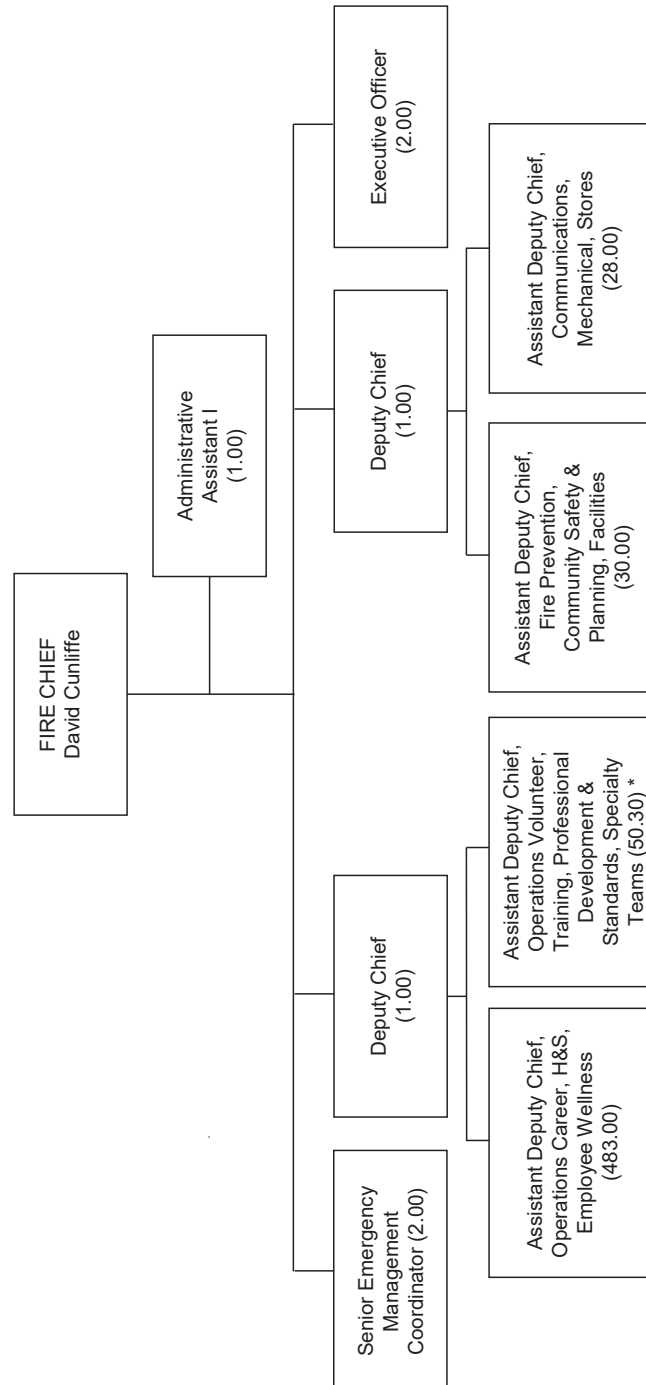 FIRE CHIEF
David Cunliffe
Administrative
Assistant I
(1.00)
Senior Emergency
Management
Coordinator (2.00)
Deputy Chief
(1.00)
Deputy Chief
(1.00)
Executive Officer
(2.00)
Assistant Deputy Chief,
Operations Career, H&S,
Employee Wellness
(483.00)
Assistant Deputy Chief,
Operations Volunteer,
Training, Professional
Development &
Standards, Specialty
Teams (50.30) *
Assistant Deputy Chief,
Fire Prevention,
Community Safety &
Planning, Facilities
(30.00)
Assistant Deputy Chief,
Communications,
Mechanical, Stores
(28.00)